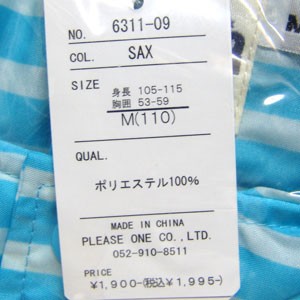 NO. 6311-09
COL. SAX
SIZE 身長 105-115
胸囲 53-59
M(110)
QUAL.
ポリエステル100%
MADE IN CHINA
PLEASE ONE CO.,LTD.
052-910-8511
PRICE
¥1,900-(税込¥1,995-)